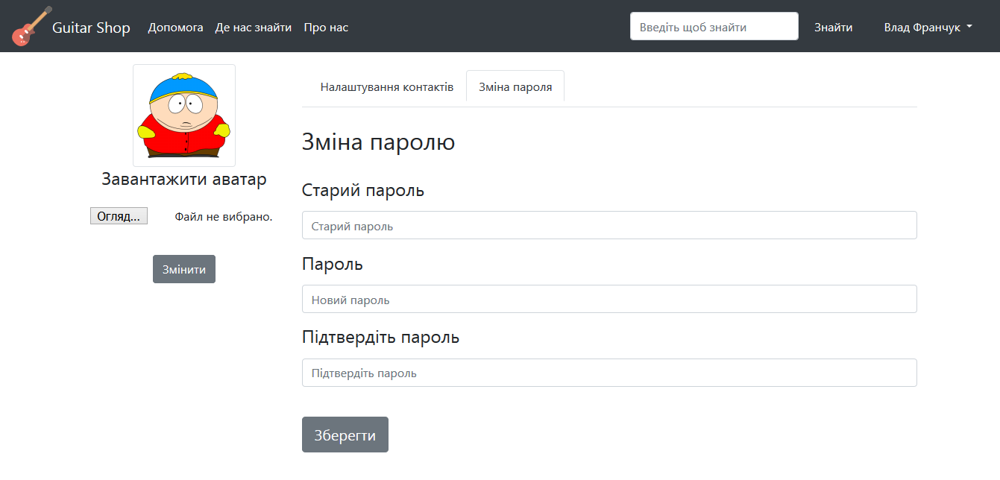 Guitar Shop Допомога Де нас знайти Про нас Введіть щоб знайти Знайти Влад Франчук
Налаштування контактів Зміна пароля
Завантажити аватар
Огляд... Файл не вибрано.
Змінити
Зміна паролю
Старий пароль
Старий пароль
Пароль
Новий пароль
Підтвердіть пароль
Підтвердіть пароль
Зберегти